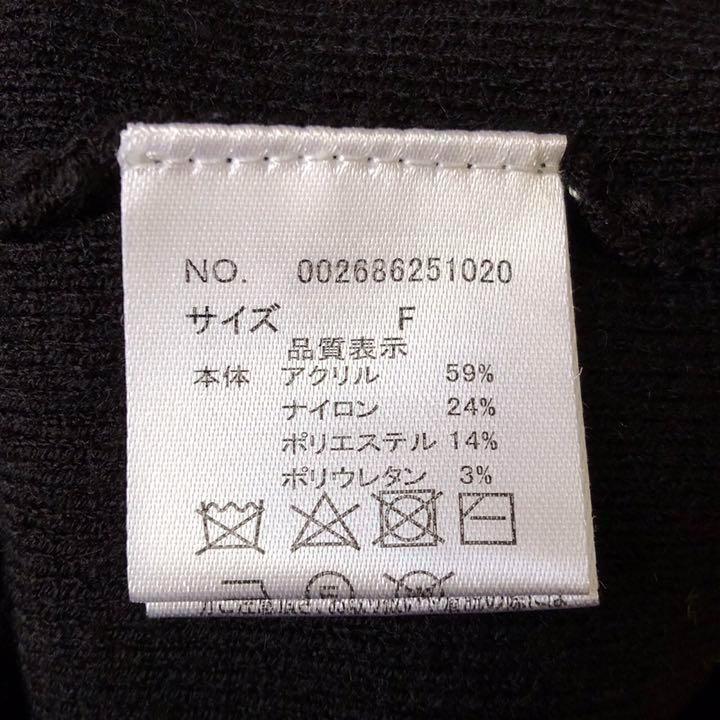 NO. 002686251020
サイズ F
品質表示
本体 アクリル 59%
ナイロン 24%
ポリエステル 14%
ポリウレタン 3%